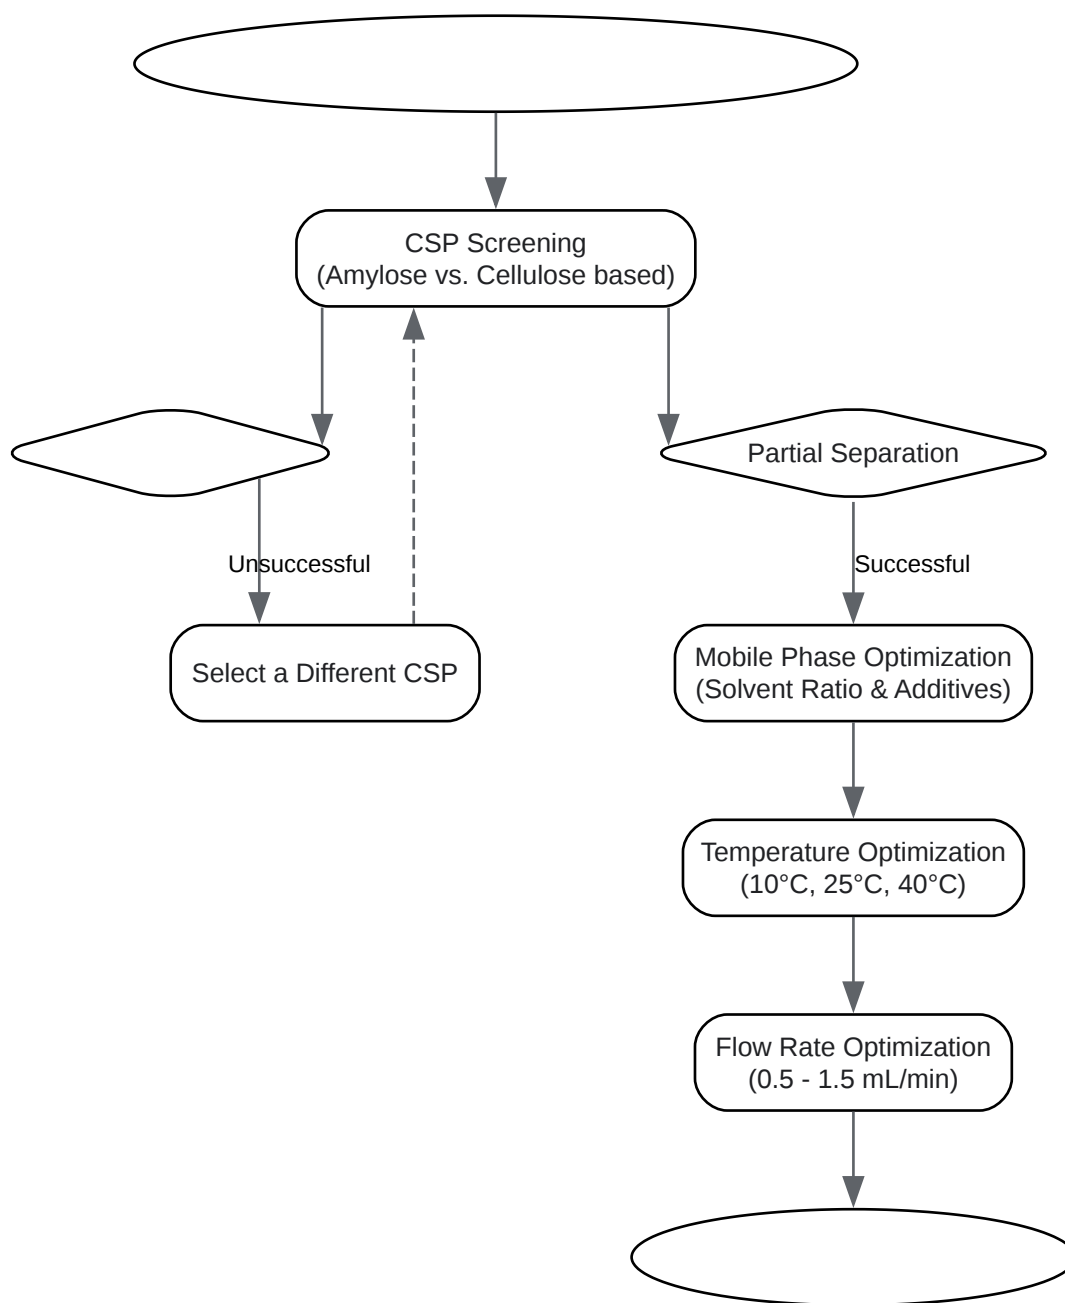 CSP Screening
(Amylose vs. Cellulose based)
Partial Separation
Unsuccessful
Successful
Select a Different CSP
Mobile Phase Optimization
(Solvent Ratio & Additives)
Temperature Optimization
(10°C, 25°C, 40°C)
Flow Rate Optimization
(0.5 - 1.5 mL/min)